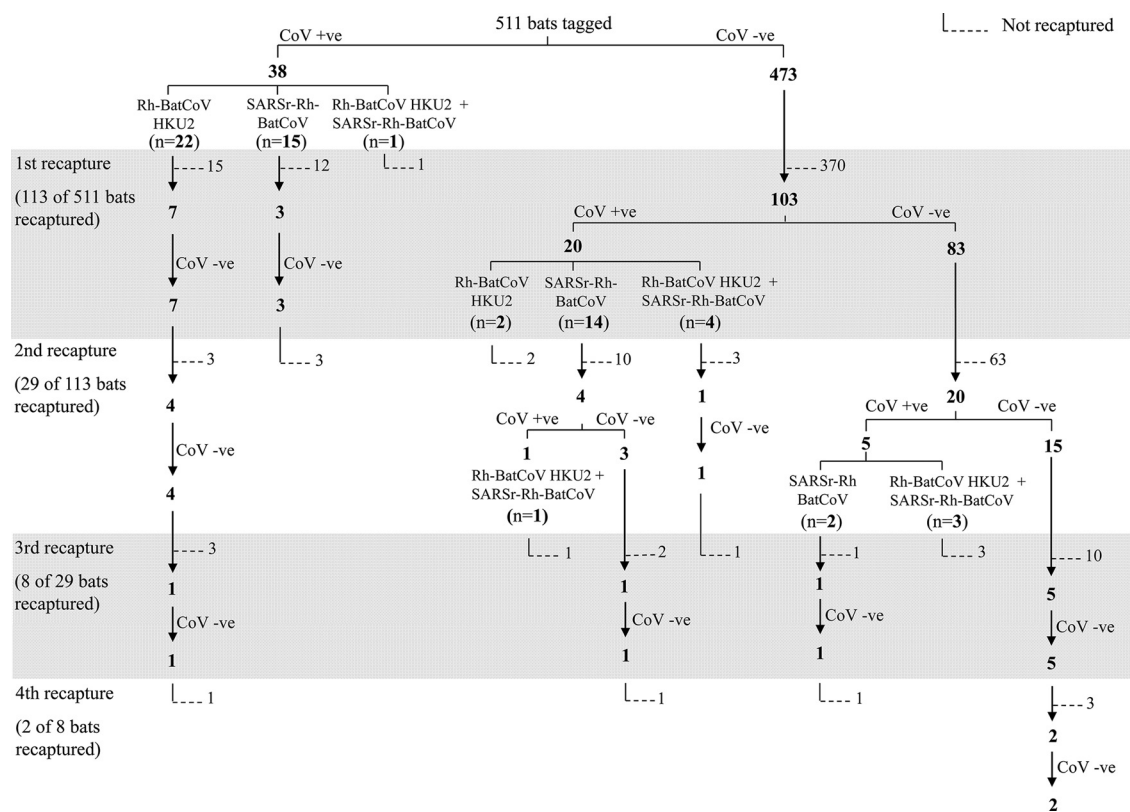 511 bats tagged
Not recaptured
CoV +ve
CoV -ve
38
473
Rh-BatCoV
HKU2
(n=22)
SARSr-Rh-
BatCoV
(n=15)
Rh-BatCoV HKU2 +
SARSr-Rh-BatCoV
(n=1)
1st recapture
(113 of 511 bats
recaptured)
15
12
1
370
7
3
103
CoV +ve
CoV -ve
CoV -ve
CoV -ve
20
83
7
3
Rh-BatCoV
HKU2
(n=2)
SARSr-Rh-
BatCoV
(n=14)
Rh-BatCoV HKU2 +
SARSr-Rh-BatCoV
(n=4)
2nd recapture
(29 of 113 bats
recaptured)
3
3
2
10
3
63
4
4
1
20
CoV -ve
CoV +ve
CoV -ve
CoV -ve
CoV +ve
CoV -ve
4
1
3
1
5
15
Rh-BatCoV HKU2 +
SARSr-Rh-BatCoV
(n=1)
SARSr-Rh
BatCoV
(n=2)
Rh-BatCoV HKU2 +
SARSr-Rh-BatCoV
(n=3)
3rd recapture
(8 of 29 bats
recaptured)
3
1
2
1
1
3
10
1
1
1
5
CoV -ve
CoV -ve
CoV -ve
CoV -ve
1
1
1
5
4th recapture
(2 of 8 bats
recaptured)
1
1
1
3
2
CoV -ve
2